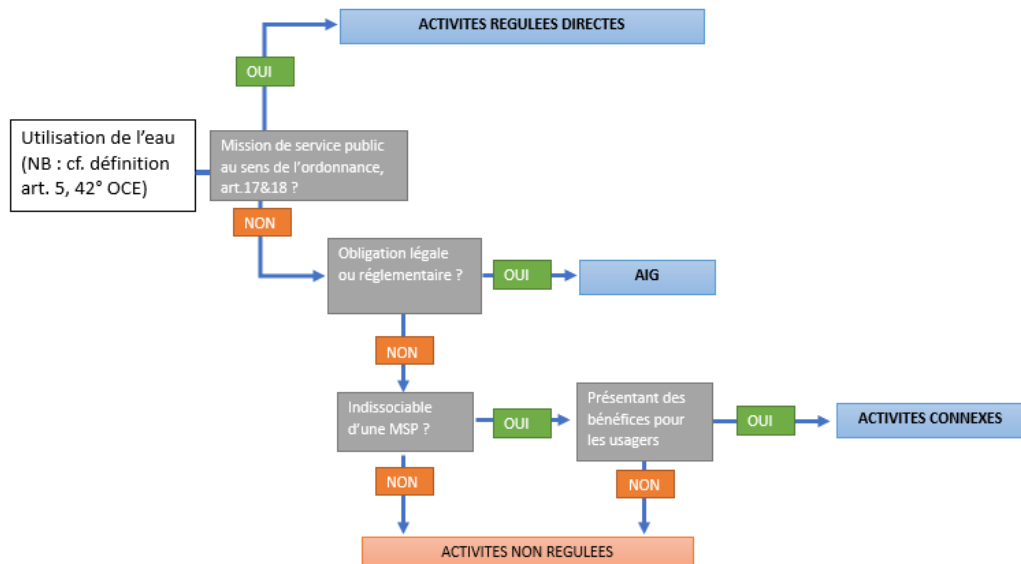 ACTIVITES REGULEES DIRECTES
OUI
Utilisation de l’eau
(NB : cf. définition
art. 5, 42° OCE)
Mission de service public
au sens de l’ordonnance,
art.17&18 ?
NON
Obligation légale
ou réglementaire ?
OUI
AIG
NON
Indissociable
d’une MSP ?
OUI
Présentant des
bénéfices pour
les usagers
OUI
ACTIVITES CONNEXES
NON
NON
ACTIVITES NON REGULEES